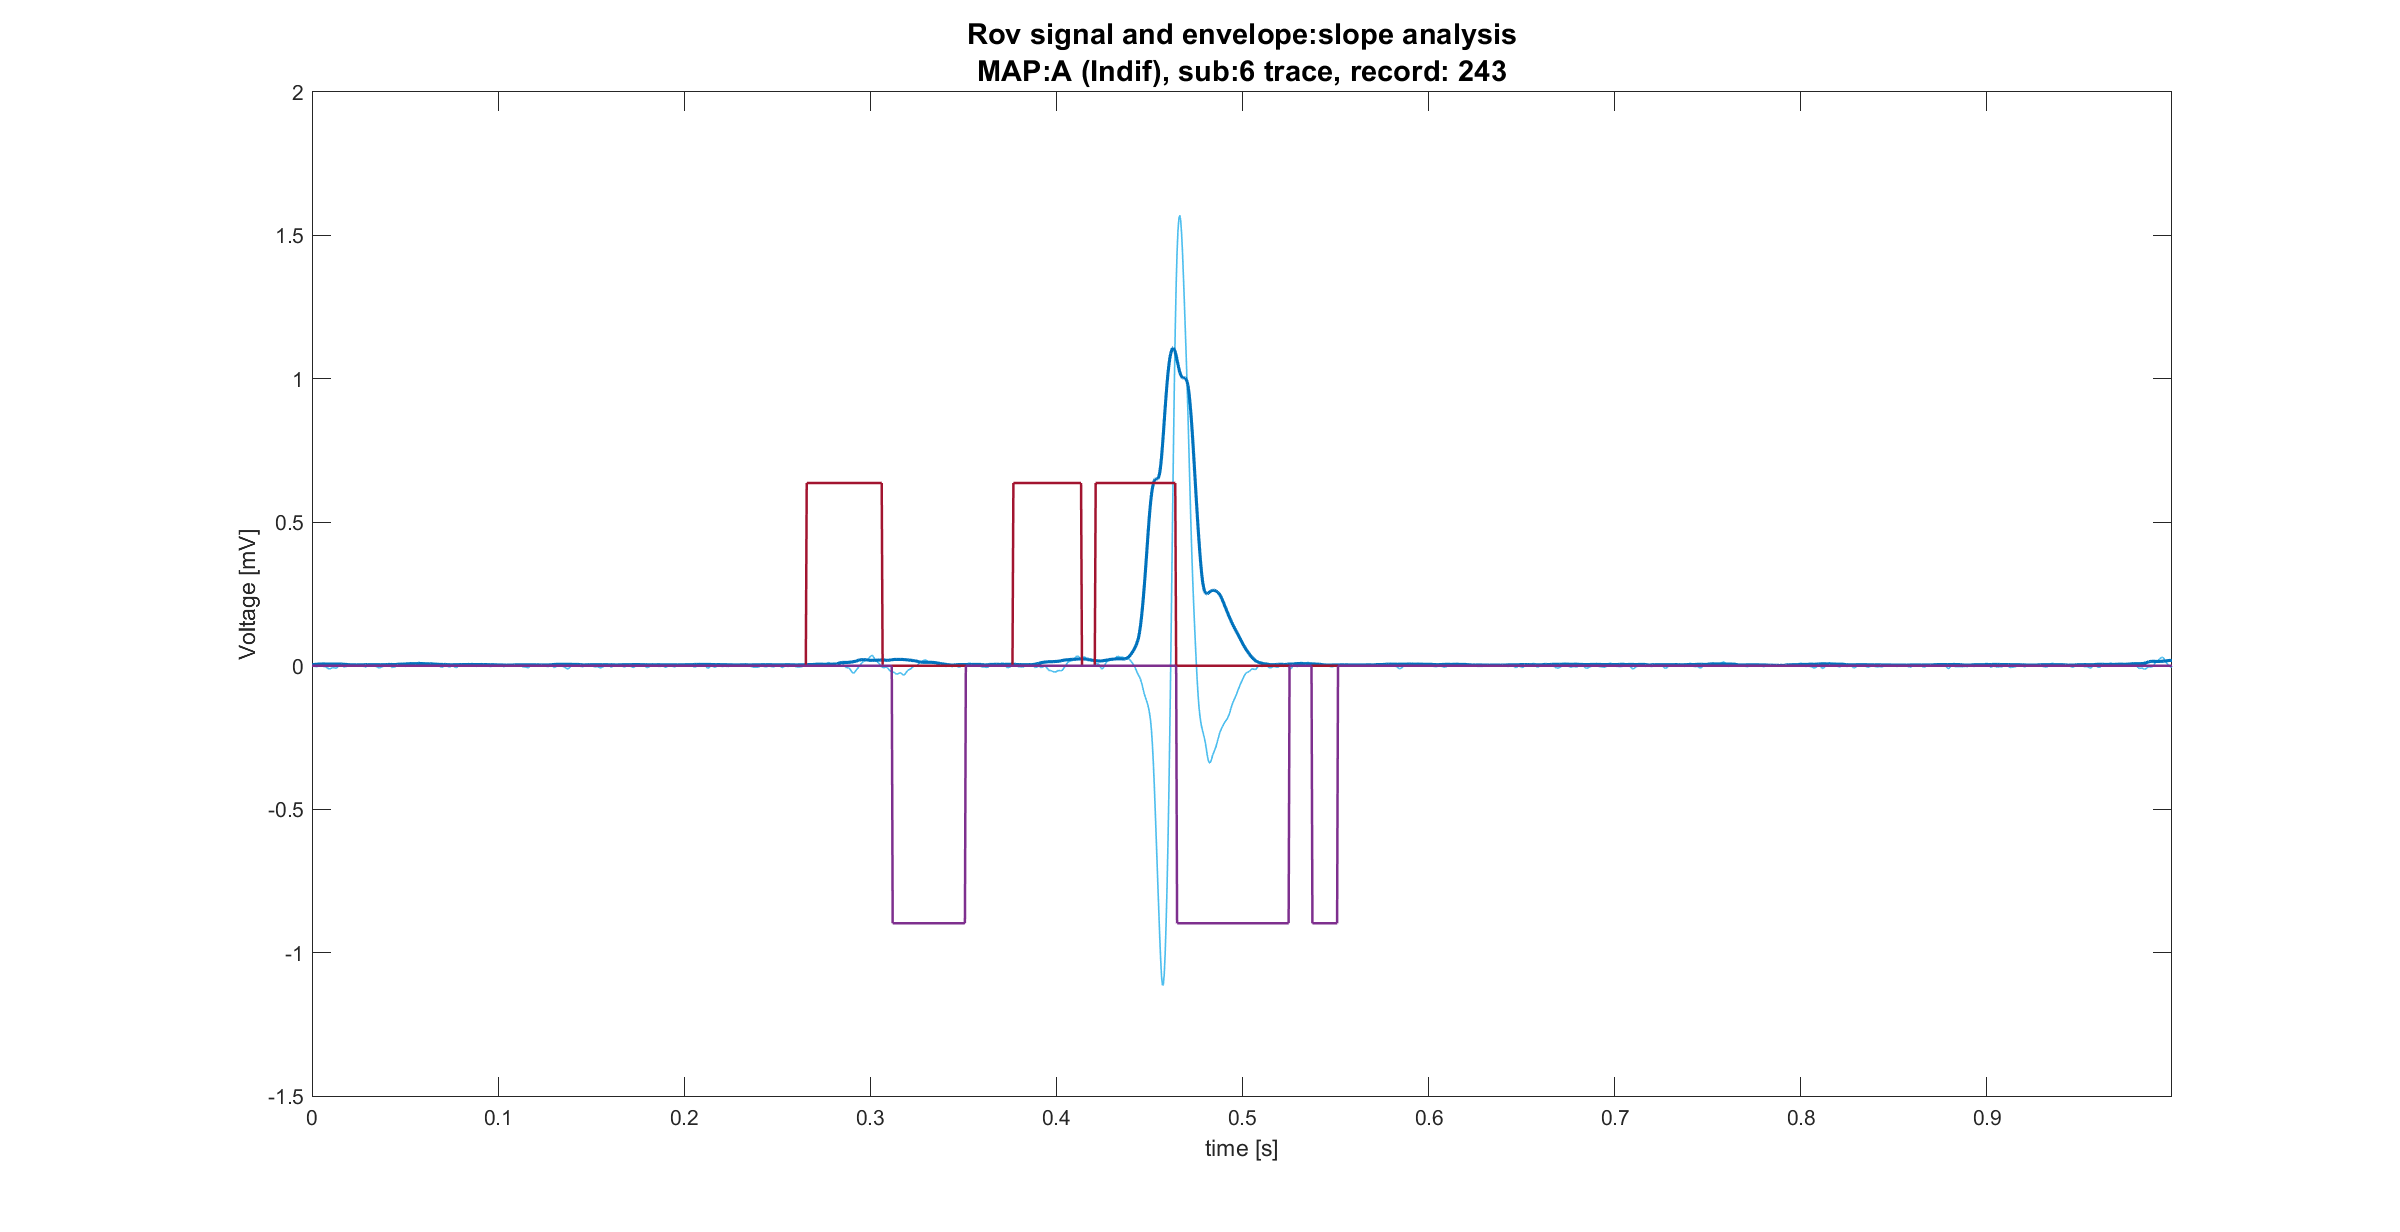 Rov signal and envelope:slope analysis
MAP:A (Indif), sub:6 trace, record: 243
2
1.5
1
0.5
0
-0.5
-1
-1.5
Voltage [mV]
0 0.1 0.2 0.3 0.4 0.5 0.6 0.7 0.8 0.9
time [s]